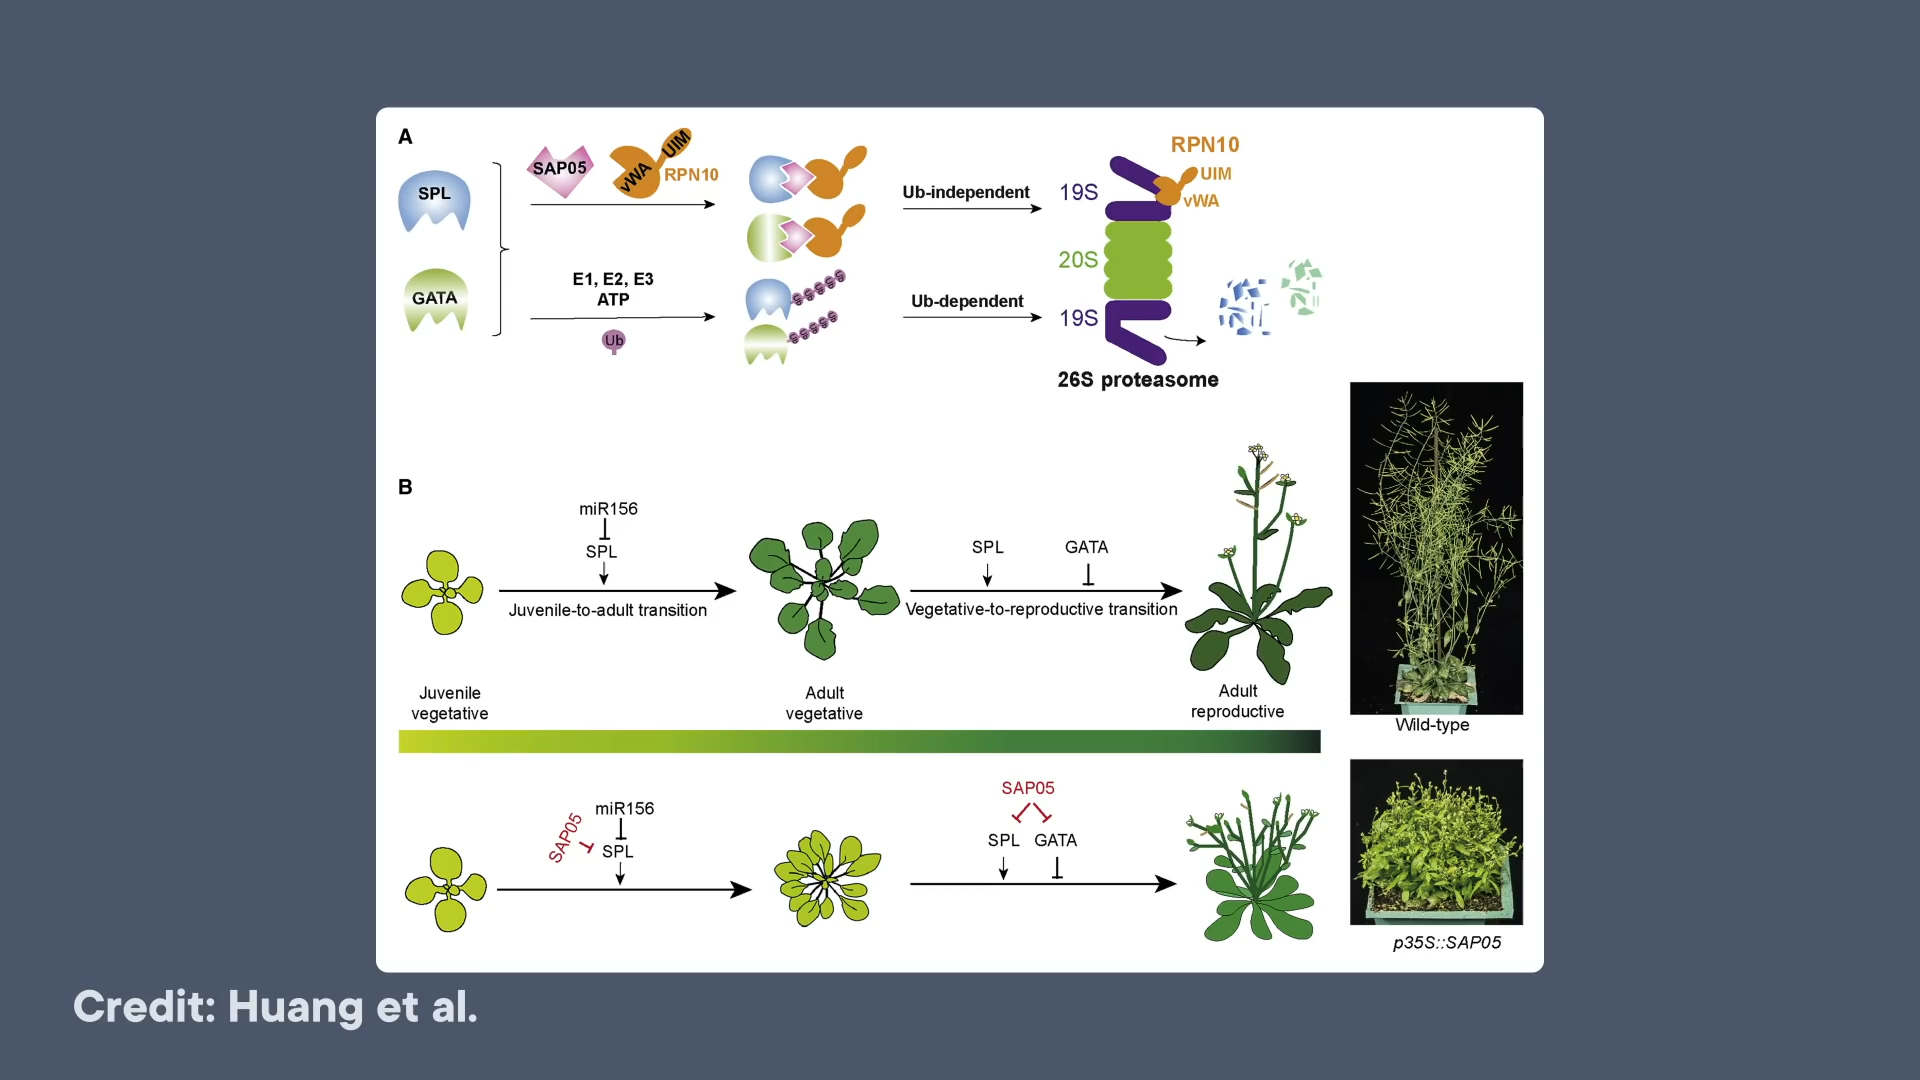 A
SPL
GATA
SAP05
vWA
UIM
RPN10
E1, E2, E3
ATP
Ub
Ub-independent
Ub-dependent
RPN10
UIM
vWA
19S
20S
19S
26S proteasome
B
miR156
SPL
Juvenile-to-adult transition
SPL
GATA
Vegetative-to-reproductive transition
Juvenile
vegetative
Adult
vegetative
Adult
reproductive
Wild-type
SAP05
miR156
SPL
SAP05
SPL
GATA
p35S::SAP05
Credit: Huang et al.